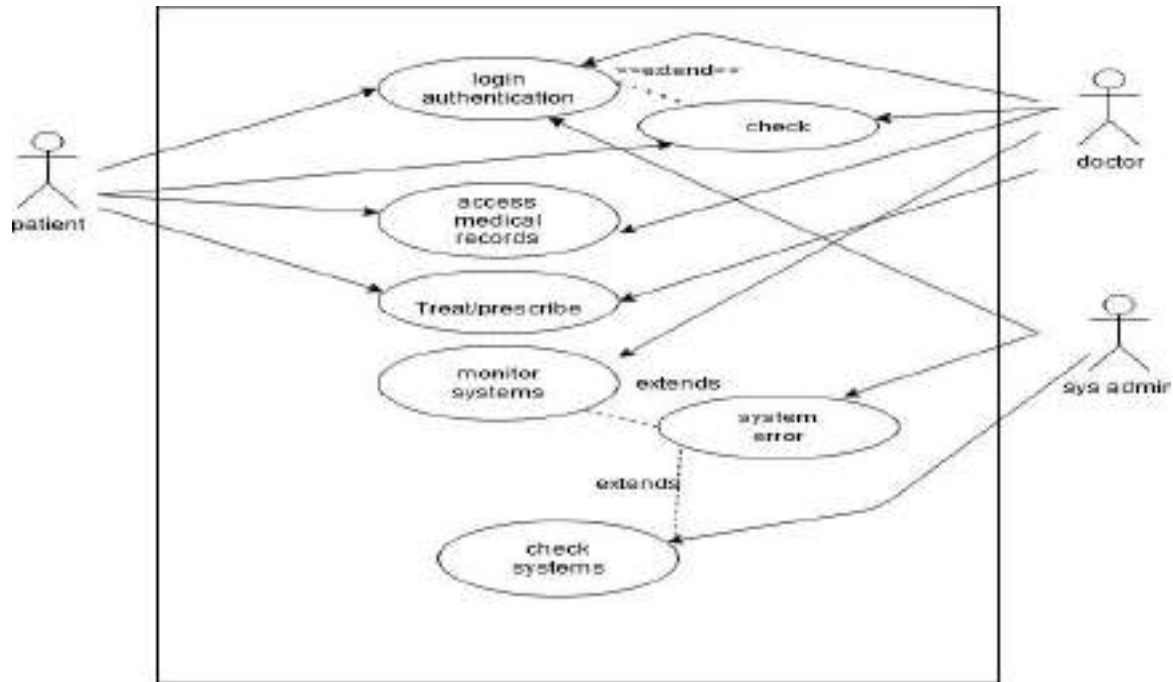 login
authentication
--extend--
check
doctor
patient
access
medical
records
Treat/prescribe
monitor
systems
extends
sys admin
system
error
extends
check
systems